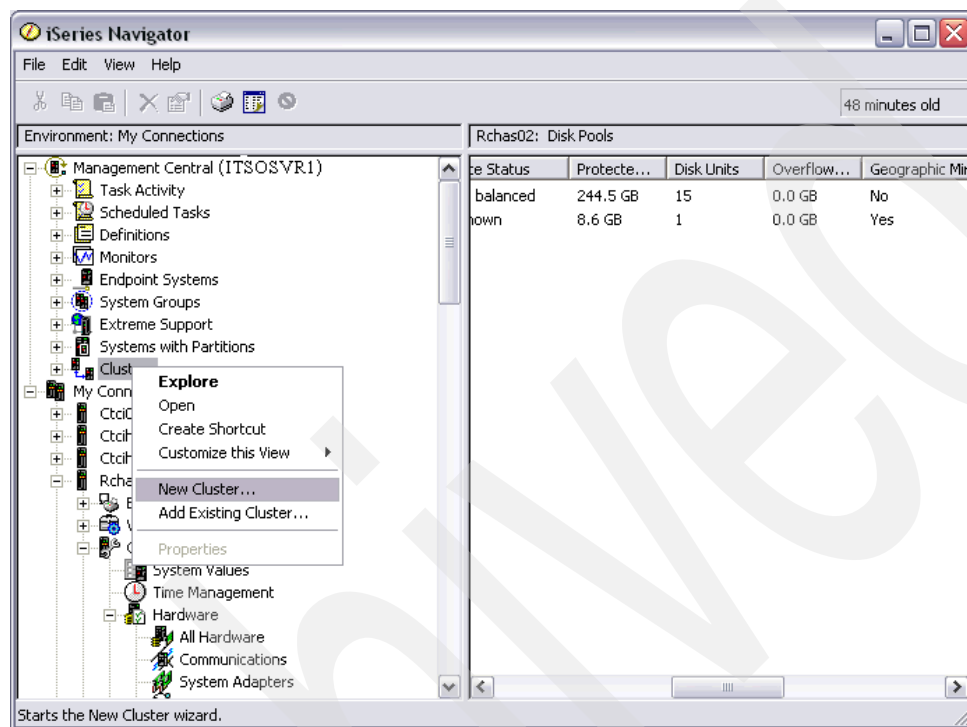 iSeries Navigator
File Edit View Help
48 minutes old
Environment: My Connections
Rchas02: Disk Pools
Management Central (ITSOSVR1)
Task Activity
Scheduled Tasks
Definitions
Monitors
Endpoint Systems
System Groups
Extreme Support
Systems with Partitions
Clust
My Conn
Ctci
Ctci
Ctci
Rcha
System Values
Time Management
Hardware
All Hardware
Communications
System Adapters
Explore
Open
Create Shortcut
Customize this View
New Cluster...
Add Existing Cluster...
Properties
ce Status Protecte... Disk Units Overflow... Geographic Mir
balanced 244.5 GB 15 0.0 GB No
nown 8.6 GB 1 0.0 GB Yes
Starts the New Cluster wizard.